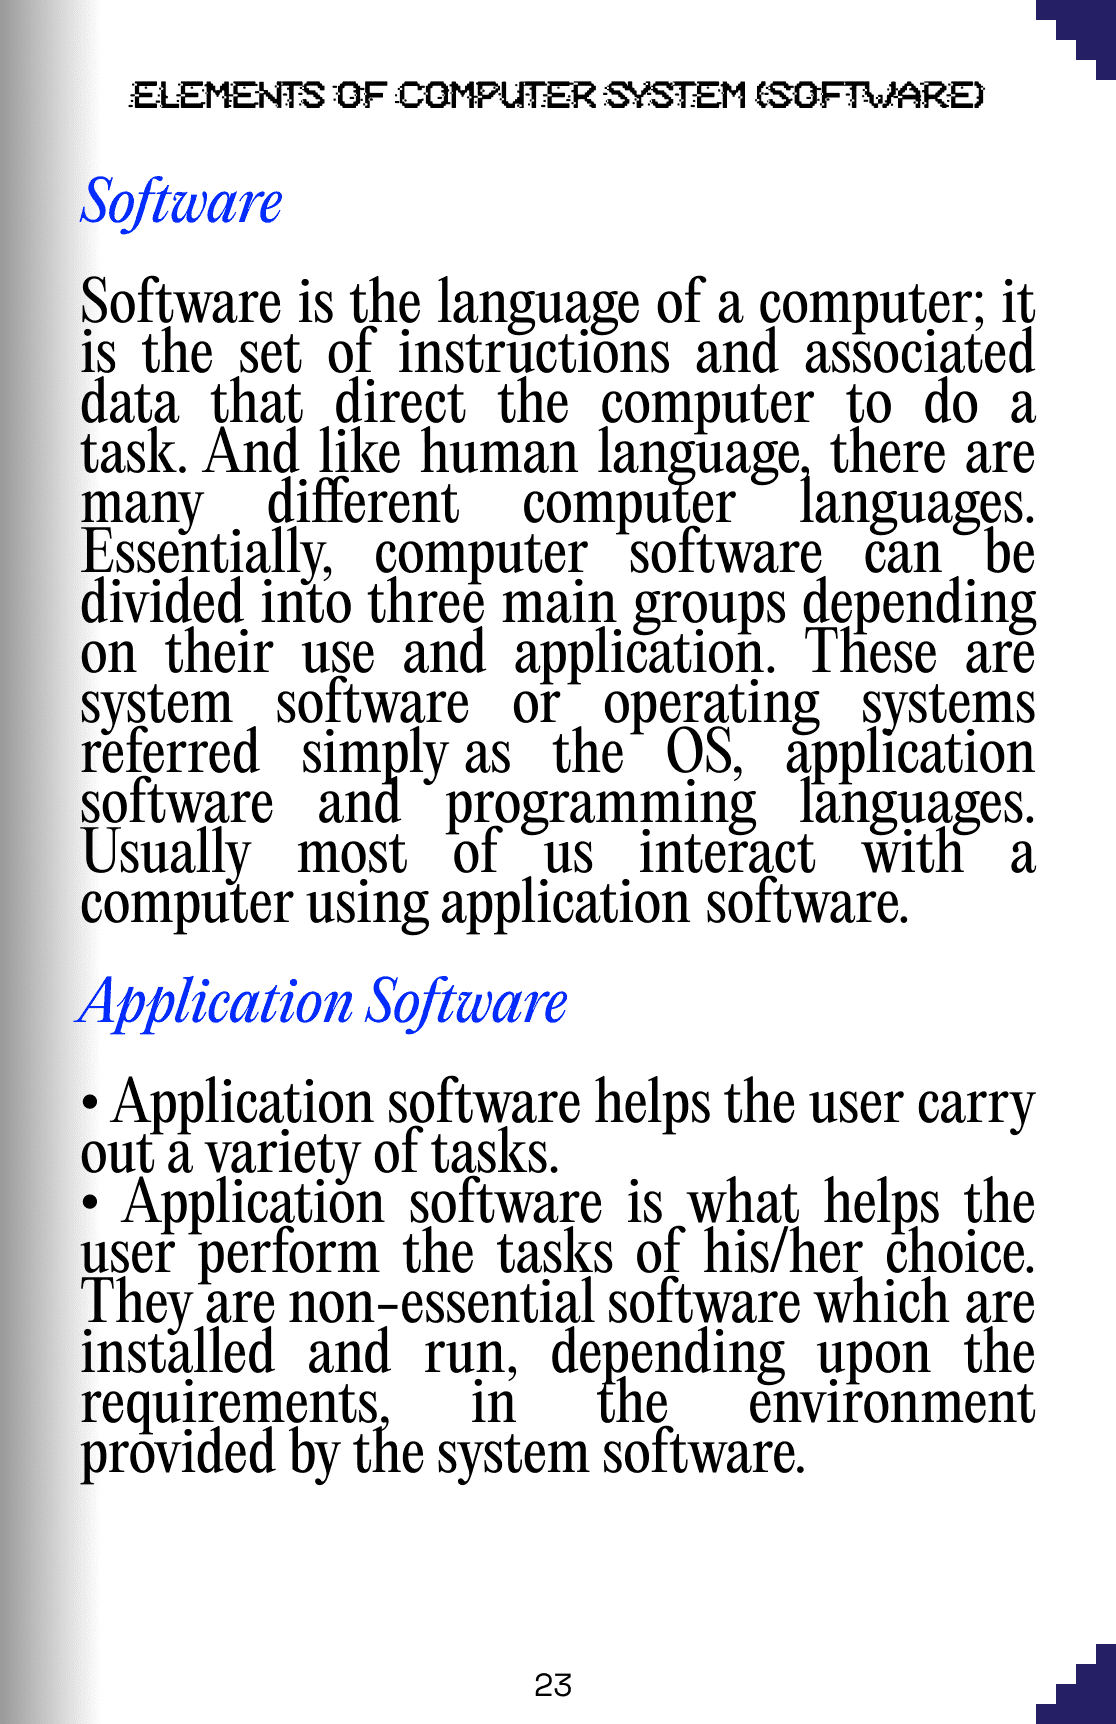 ELEMENTS OF COMPUTER SYSTEM (SOFTWARE)
Software
Software is the language of a computer; it
is the set of instructions and associated
data that direct the computer to do a
task. And like human language, there are
many different computer languages.
Essentially, computer software can be
divided into three main groups depending
on their use and application. These are
system software or operating systems
referred simply as the OS, application
software and programming languages.
Usually most of us interact with a
computer using application software.
Application Software
• Application software helps the user carry
out a variety of tasks.
• Application software is what helps the
user perform the tasks of his/her choice.
They are non-essential software which are
installed and run, depending upon the
requirements, in the environment
provided by the system software.
23